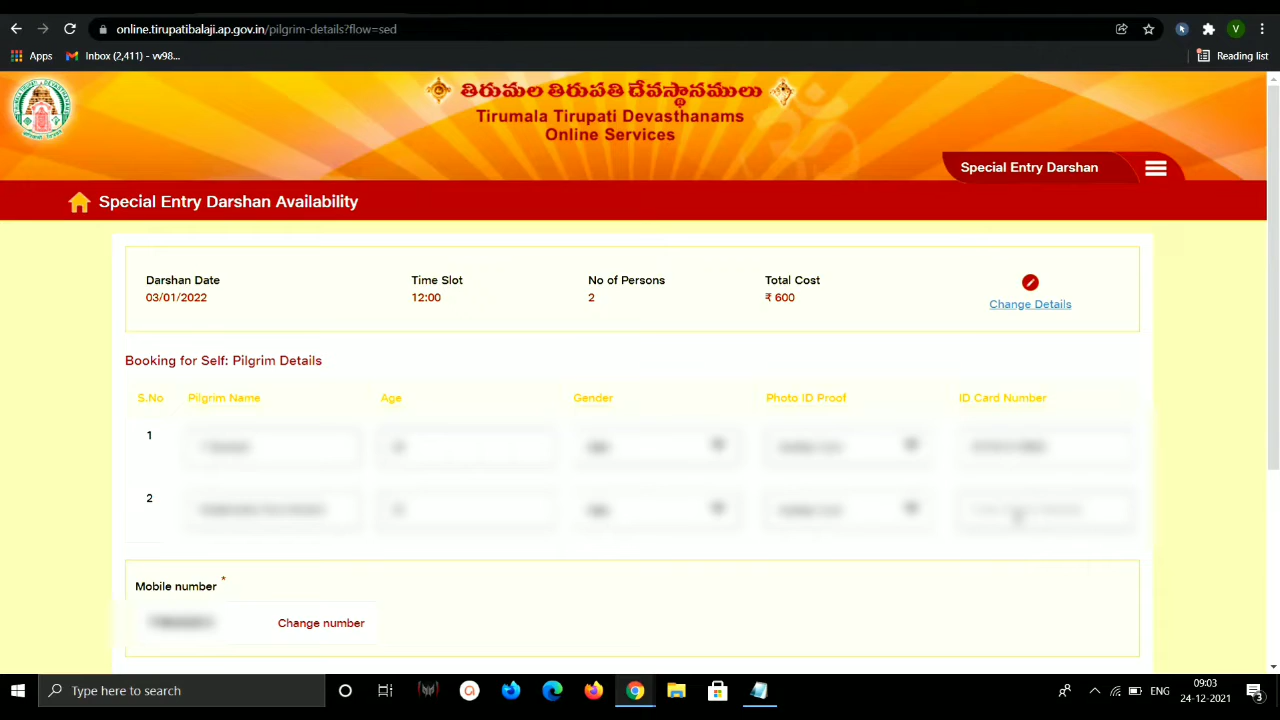 online.tirupatibalaji.ap.gov.in/pilgrim-details?flow=sed
V
Apps
Inbox (2,411) - vv98...
Reading list
తిరుమల తిరుపతి దేవస్థానములు
Tirumala Tirupati Devasthanams
Online Services
Special Entry Darshan
Special Entry Darshan Availability
Darshan Date Time Slot No of Persons Total Cost
03/01/2022 12:00 2 ₹ 600
Change Details
Booking for Self: Pilgrim Details
S.No Pilgrim Name Age Gender Photo ID Proof ID Card Number
1
2
Mobile number *
Change number
Type here to search
ENG
09:03
24-12-2021
3